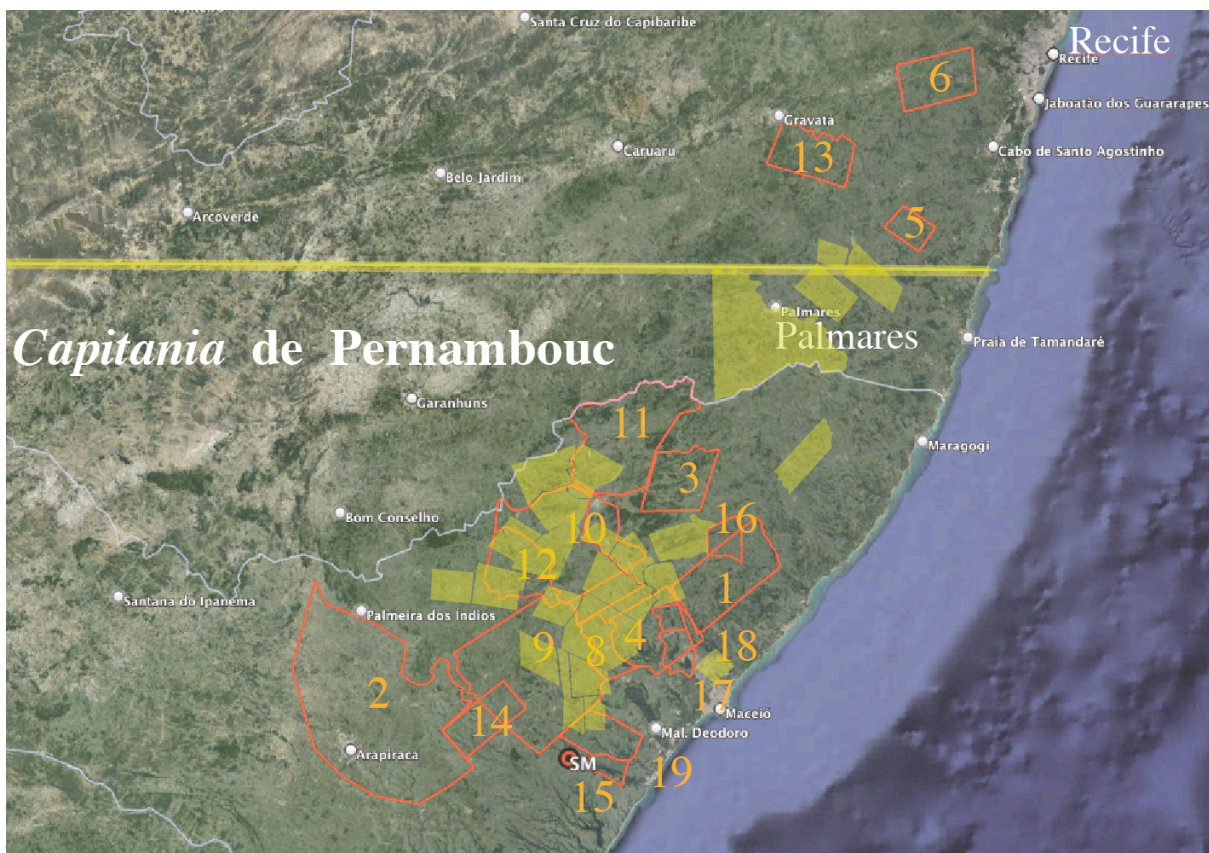 Santa Cruz do Capibaribe
Recife
Recife
6
Jaboatão dos Guararapes
Gravatá
Caruaru
Cabo de Santo Agostinho
13
Belo Jardim
Arcoverde
5
Palmares
Palmares
Capitania de Pernambouc
Praia de Tamandaré
Garanhuns
11
Maragogi
3
Bom Conselho
10
16
12
1
Santana do Ipanema
Palmeira dos Índios
9
8
4
18
2
17
14
Maceió
Mal. Deodoro
Arapiraca
SM
19
15